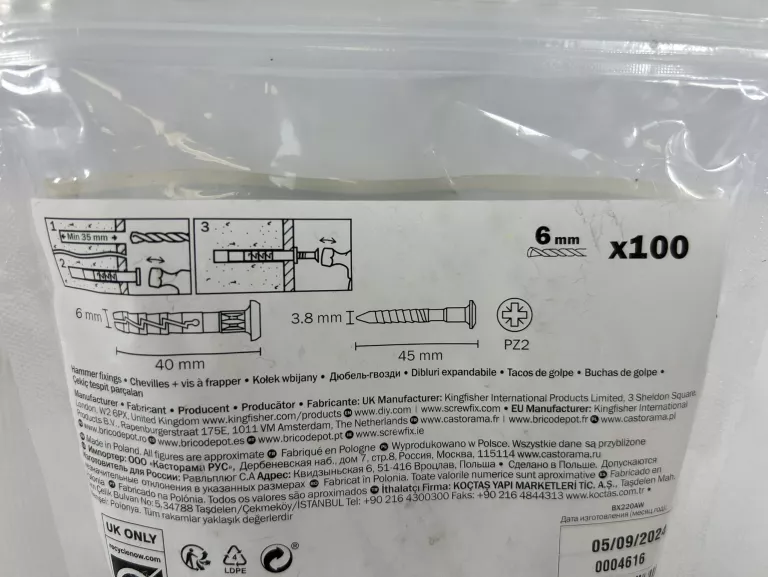 1
Min 35 mm
2
3
6 mm
x100
6 mm
40 mm
3.8 mm
45 mm
PZ2
Hammer fixings • Chevilles + vis à frapper • Kołek wbijany • Дюбель-гвозди • Dibluri expandabile • Tacos de golpe • Buchas de golpe •
Çekiç tespit parçaları
Manufacturer • Fabricant • Producent • Producător • Fabricante: UK Manufacturer: Kingfisher International Products Limited, 3 Sheldon Square,
London, W2 6PX, United Kingdom www.kingfisher.com/products www.diy.com | www.screwfix.com • EU Manufacturer: Kingfisher International
Products B.V., Rapenburgerstraat 175E, 1011 VM Amsterdam, The Netherlands www.castorama.fr | www.bricodepot.fr www.castorama.pl
www.bricodepot.ro www.bricodepot.es www.bricodepot.pt www.screwfix.ie
Made in Poland. All figures are approximate Fabriqué en Pologne Wyprodukowano w Polsce. Wszystkie dane są przybliżone
Импортер: ООО «Касторама РУС», Дербеневская наб., дом 7, стр.8, Россия, Москва, 115114 www.castorama.ru
Изготовитель для России: Равльплюг С.А Адрес: Квидзыньска 6, 51-416 Вроцлав, Польша • Сделано в Польше. Допускаются
незначительные отклонения в указанных размерах Fabricat în Polonia. Toate valorile numerice sunt aproximative Fabricado en
Polonia Fabricado na Polónia. Todos os valores são aproximados İthalatçı Firma: KOÇTAŞ YAPI MARKETLERİ TİC. A.Ş., Taşdelen Mah.
Çelik Bulvarı No:5,34788 Taşdelen/Çekmeköy/İSTANBUL Tel: +90 216 4300300 Faks: +90 216 4844313 www.koctas.com.tr
Polonya. Tüm rakamlar yaklaşık değerlerdir
BX220AW
Дата изготовления (месяц, год):
UK ONLY
recyclenow.com
4
LDPE
05/09/2024
0004616